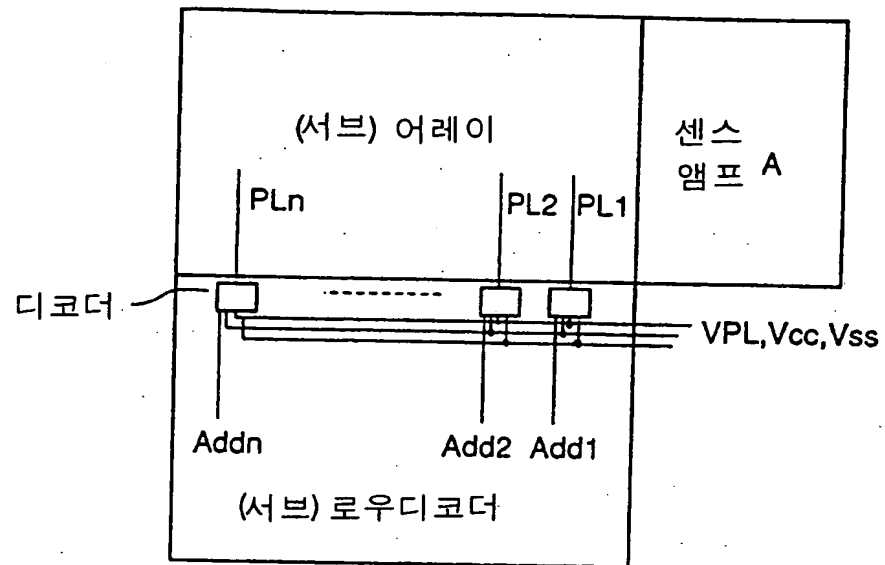 (서브) 어레이
센스
앰프 A
PLn
PL2 PL1
디코더
VPL,Vcc,Vss
Addn
Add2 Add1
(서브) 로우디코더